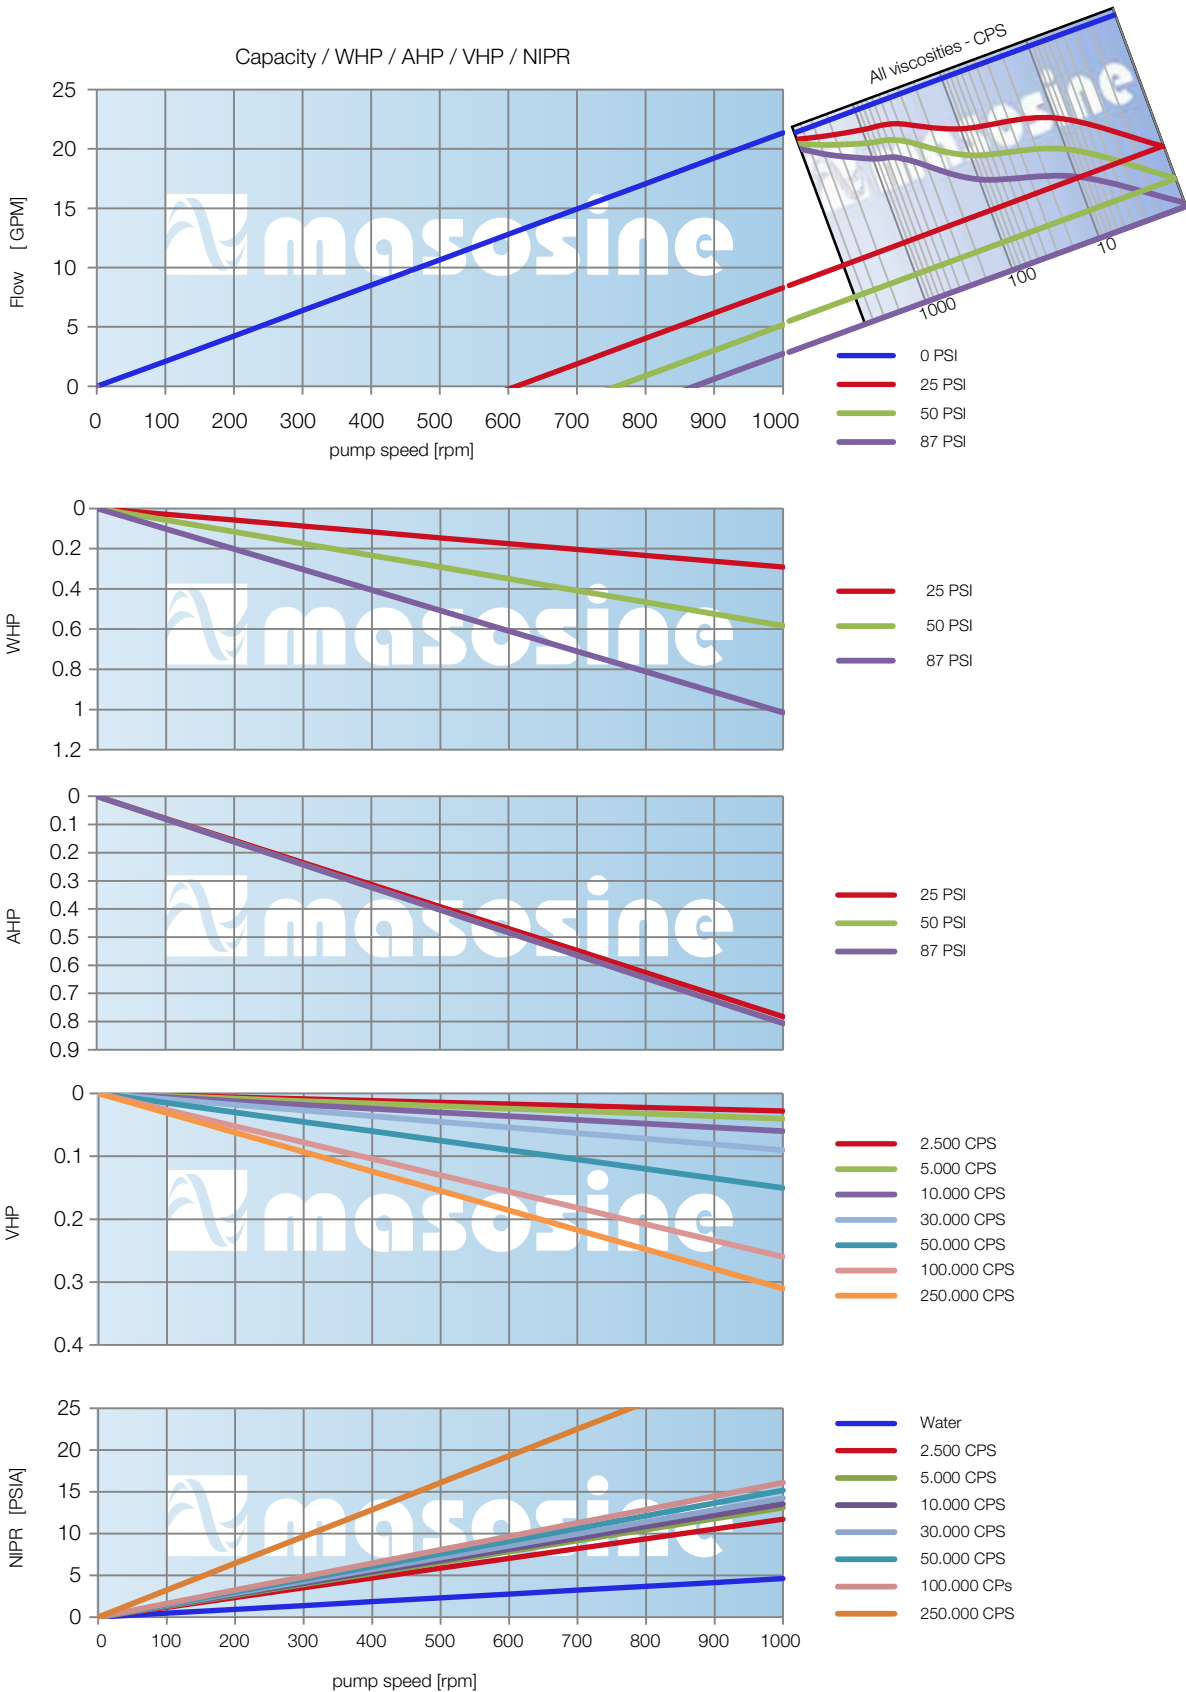 Capacity / WHP / AHP / VHP / NIPR
All viscosities - CPS
masosine
25
20
15
10
5
0
Flow [ GPM]
masosine
0 100 200 300 400 500 600 700 800 900 1000
pump speed [rpm]
1000 100 10
0 PSI
25 PSI
50 PSI
87 PSI
0
0.2
0.4
0.6
0.8
1
1.2
WHP
masosine
25 PSI
50 PSI
87 PSI
0
0.1
0.2
0.3
0.4
0.5
0.6
0.7
0.8
0.9
AHP
masosine
25 PSI
50 PSI
87 PSI
0
0.1
0.2
0.3
0.4
VHP
masosine
2.500 CPS
5.000 CPS
10.000 CPS
30.000 CPS
50.000 CPS
100.000 CPS
250.000 CPS
25
20
15
10
5
0
NIPR [PSIA]
masosine
0 100 200 300 400 500 600 700 800 900 1000
pump speed [rpm]
Water
2.500 CPS
5.000 CPS
10.000 CPS
30.000 CPS
50.000 CPS
100.000 CPs
250.000 CPS